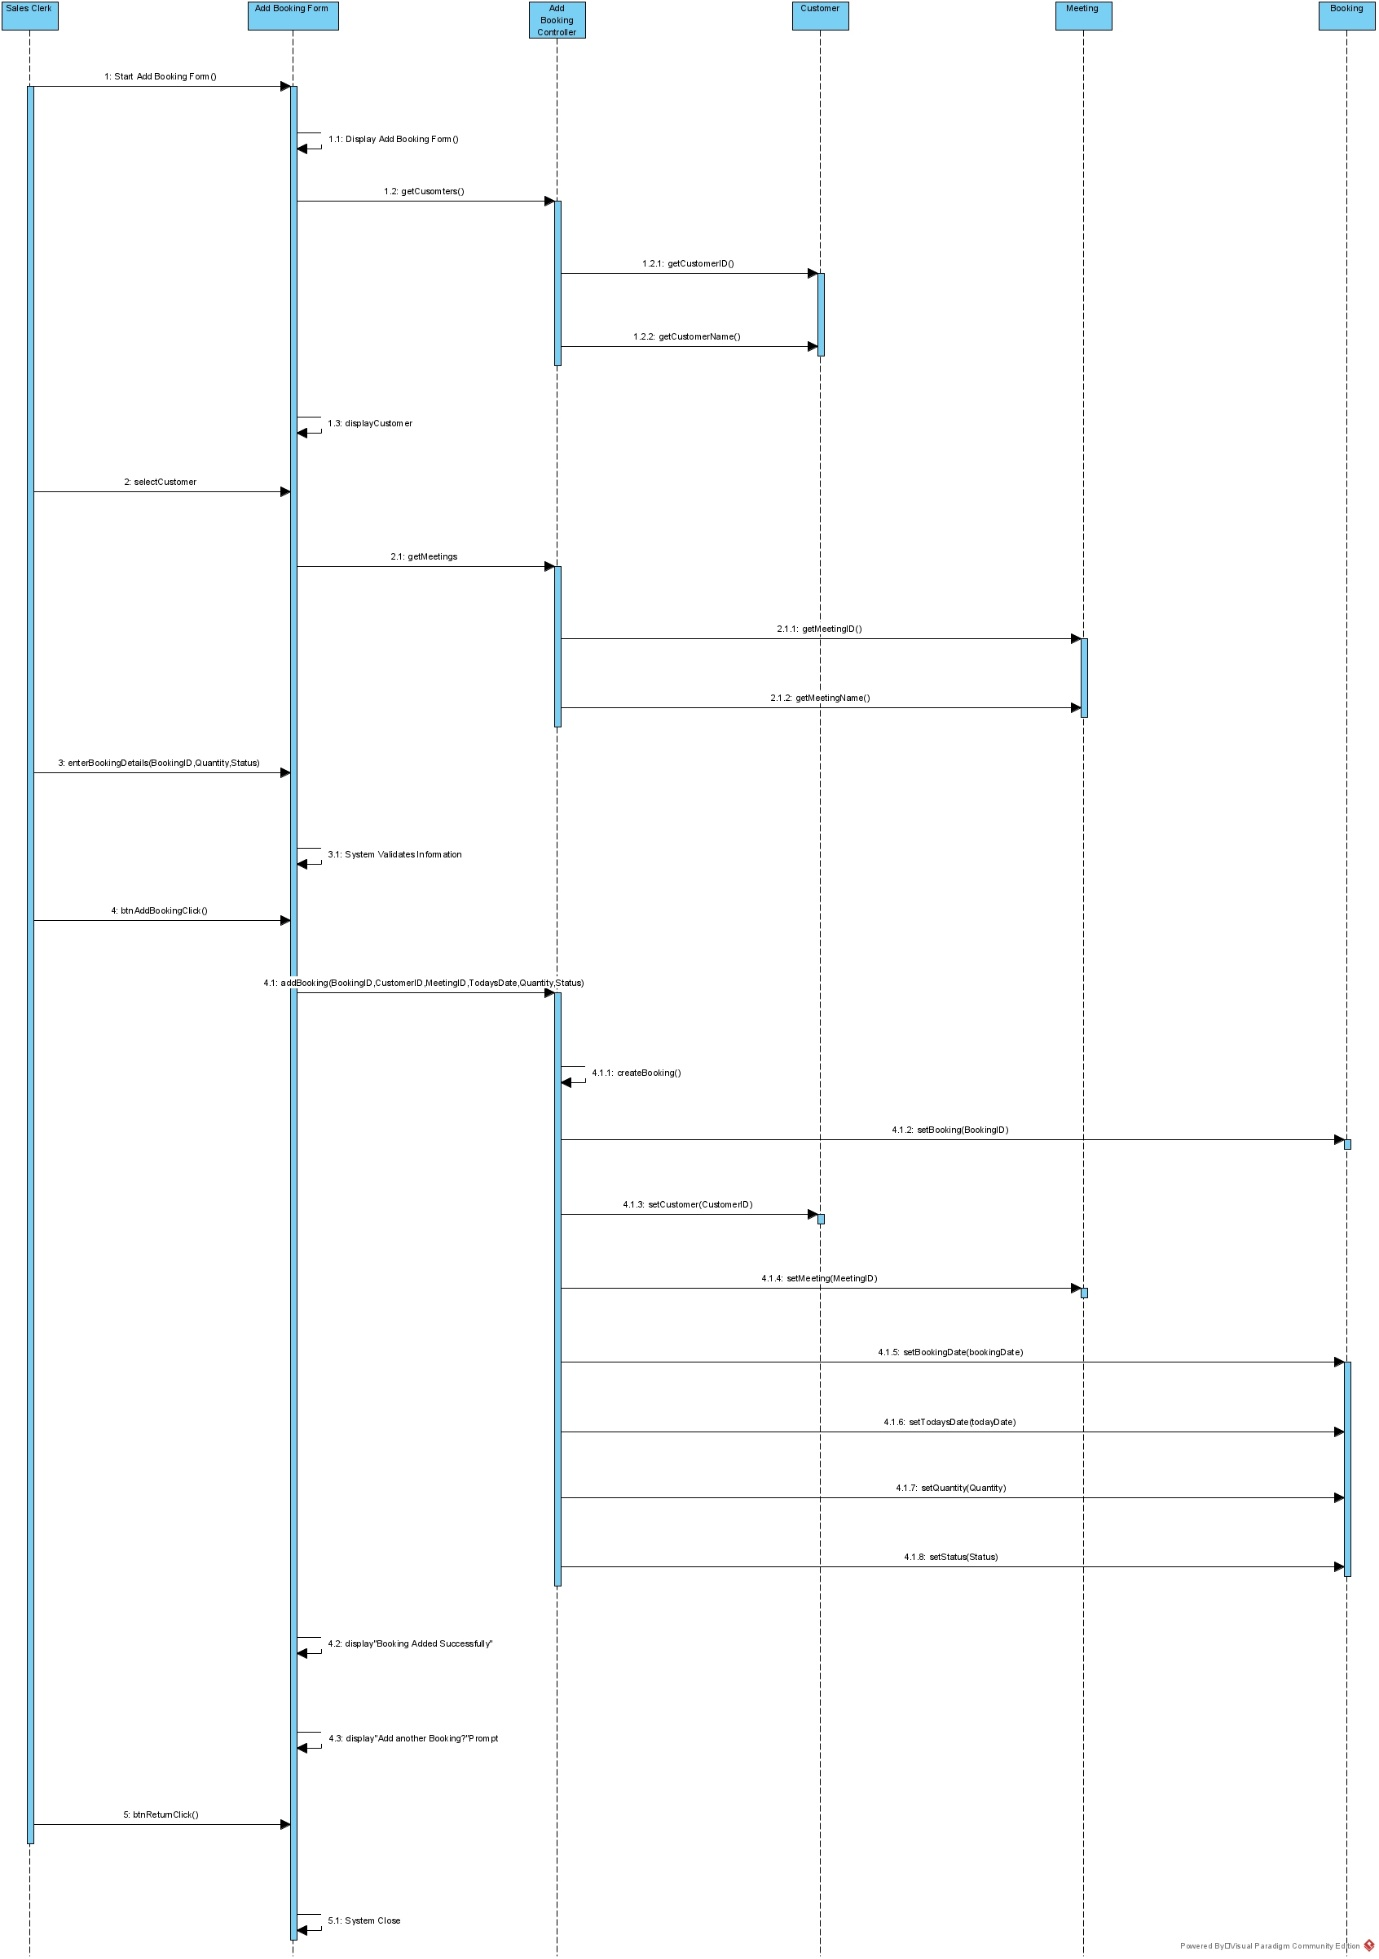 Sales Clerk
Add Booking Form
Add
Booking
Controller
Customer
Meeting
Booking
1: Start Add Booking Form()
1.1: Display Add Booking Form()
1.2: getCusomters()
1.2.1: getCustomerID()
1.2.2: getCustomerName()
1.3: displayCustomer
2: selectCustomer
2.1: getMeetings
2.1.1: getMeetingID()
2.1.2: getMeetingName()
3: enterBookingDetails(BookingID,Quantity,Status)
3.1: System Validates Information
4: btnAddBookingClick()
4.1: addBooking(BookingID,CustomerID,MeetingID,TodaysDate,Quantity,Status)
4.1.1: createBooking()
4.1.2: setBooking(BookingID)
4.1.3: setCustomer(CustomerID)
4.1.4: setMeeting(MeetingID)
4.1.5: setBookingDate(bookingDate)
4.1.6: setTodaysDate(todayDate)
4.1.7: setQuantity(Quantity)
4.1.8: setStatus(Status)
4.2: display"Booking Added Successfully"
4.3: display"Add another Booking?"Prompt
5: btnReturnClick()
5.1: System Close
Powered By□Visual Paradigm Community Edition